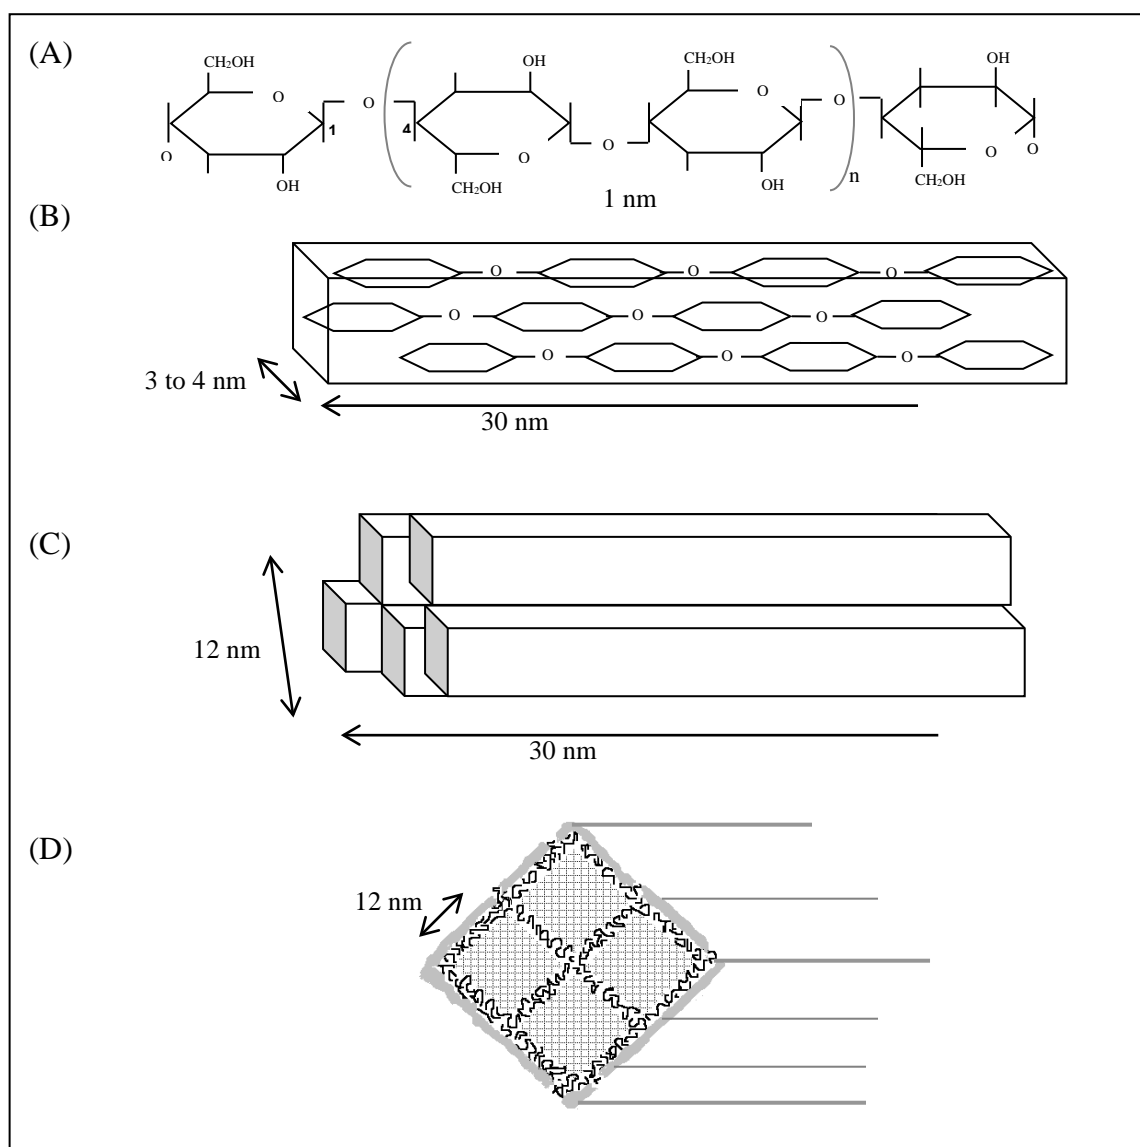 (A)
CH₂OH O O OH CH₂OH O O OH
1 4
O OH O CH₂OH O OH n O CH₂OH O
1 nm
(B)
O O O
O O O
O O O
3 to 4 nm
30 nm
(C)
12 nm
30 nm
(D)
12 nm